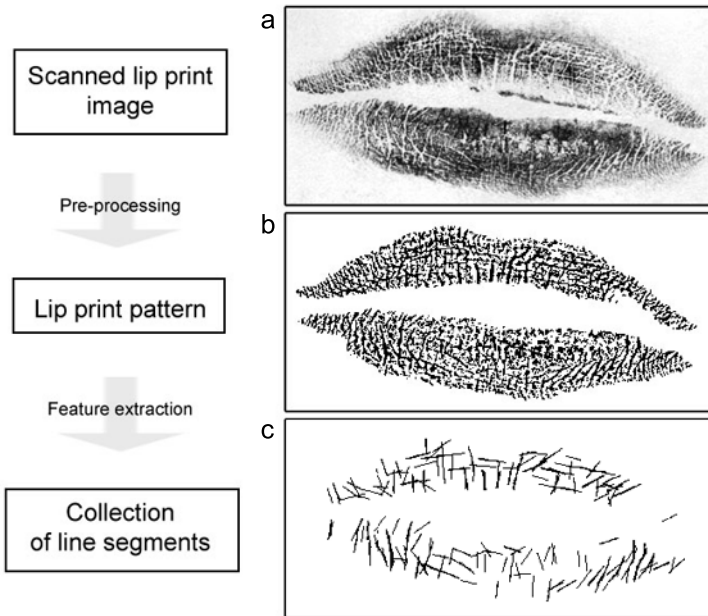 a
Scanned lip print
image
Pre-processing
b
Lip print pattern
Feature extraction
c
Collection
of line segments